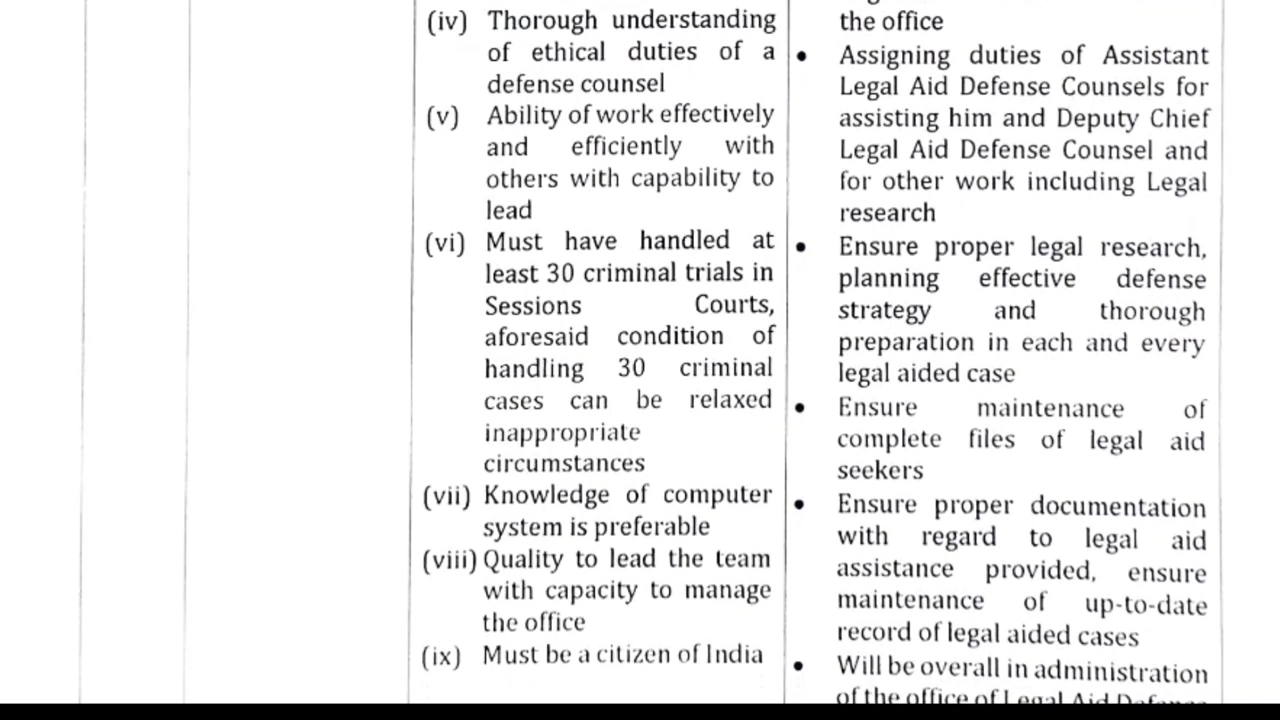 (iv) Thorough understanding
of ethical duties of a
defense counsel
(v) Ability of work effectively
and efficiently with
others with capability to
lead
(vi) Must have handled at
least 30 criminal trials in
Sessions Courts,
aforesaid condition of
handling 30 criminal
cases can be relaxed
inappropriate
circumstances
(vii) Knowledge of computer
system is preferable
(viii) Quality to lead the team
with capacity to manage
the office
(ix) Must be a citizen of India
the office
• Assigning duties of Assistant
Legal Aid Defense Counsels for
assisting him and Deputy Chief
Legal Aid Defense Counsel and
for other work including Legal
research
• Ensure proper legal research,
planning effective defense
strategy and thorough
preparation in each and every
legal aided case
• Ensure maintenance of
complete files of legal aid
seekers
• Ensure proper documentation
with regard to legal aid
assistance provided, ensure
maintenance of up-to-date
record of legal aided cases
• Will be overall in administration
of the office of Legal Aid Defense